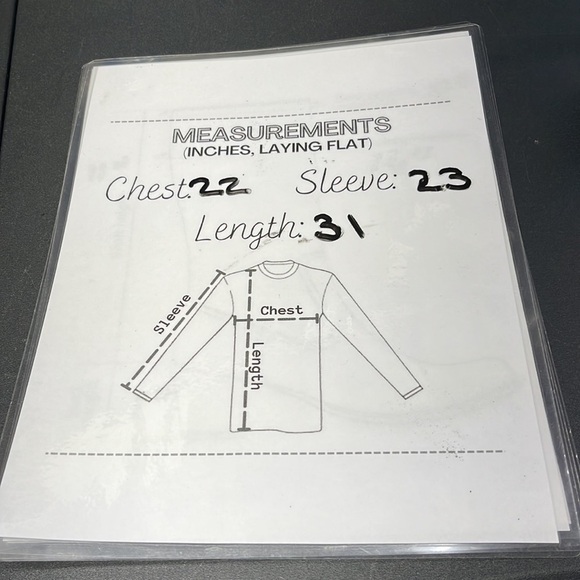 MEASUREMENTS
(INCHES, LAYING FLAT)
Chest: 22 Sleeve: 23
Length: 31
Sleeve
Chest
Length